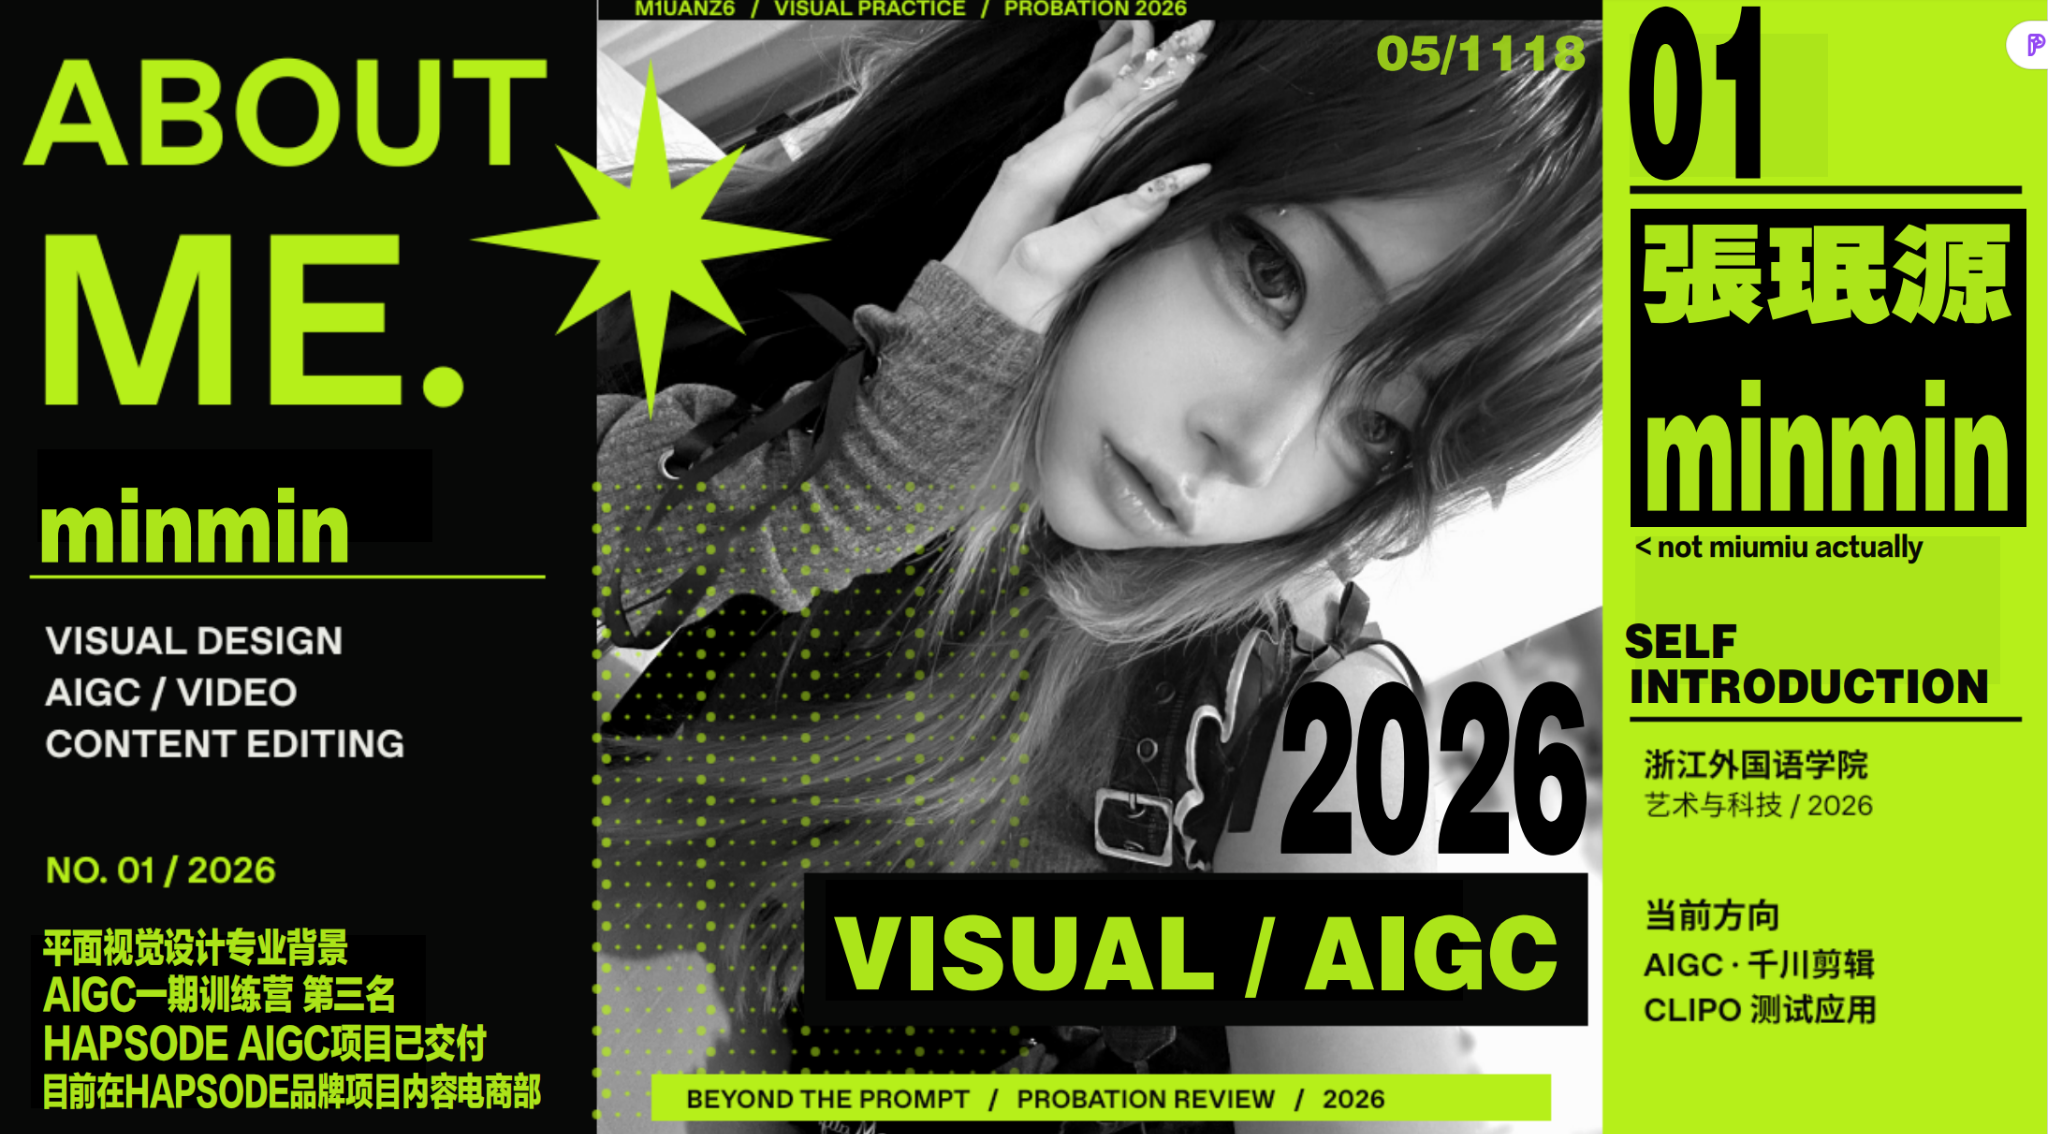 M1UANZ6 / VISUAL PRACTICE / PROBATION 2026
ABOUT
ME.
minmin
VISUAL DESIGN
AIGC / VIDEO
CONTENT EDITING
NO. 01 / 2026
平面视觉设计专业背景
AIGC一期训练营 第三名
HAPSODE AIGC项目已交付
目前在HAPSODE品牌项目内容电商部
05/1118
2026
VISUAL / AIGC
BEYOND THE PROMPT / PROBATION REVIEW / 2026
01
張珉源
minmin
< not miumiu actually
SELF
INTRODUCTION
浙江外国语学院
艺术与科技 / 2026
当前方向
AIGC · 千川剪辑
CLIPO 测试应用